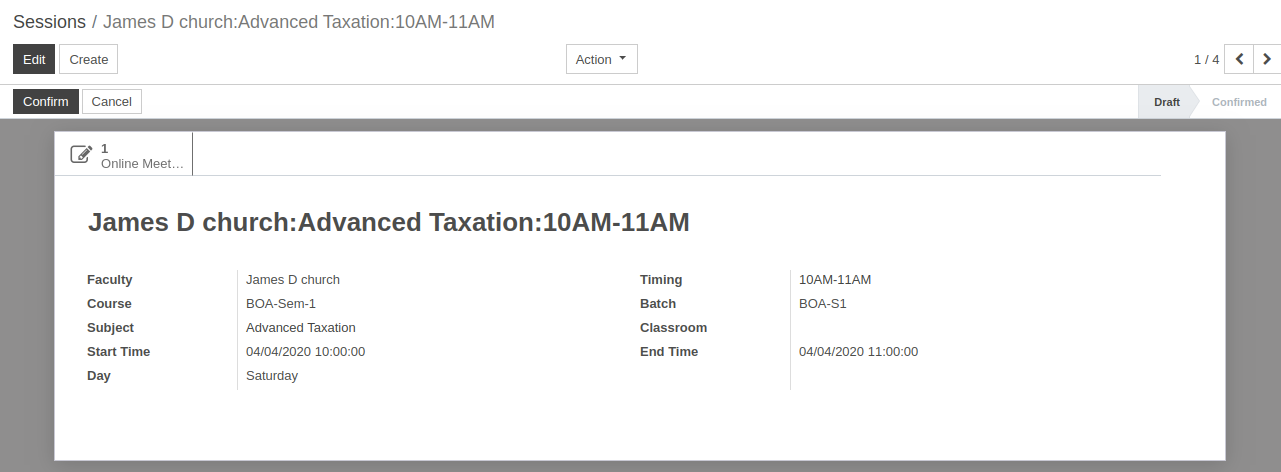 Sessions / James D church:Advanced Taxation:10AM-11AM
Edit Create Action 1 / 4
Confirm Cancel Draft Confirmed
1
Online Meet...
James D church:Advanced Taxation:10AM-11AM
Faculty James D church Timing 10AM-11AM
Course BOA-Sem-1 Batch BOA-S1
Subject Advanced Taxation Classroom
Start Time 04/04/2020 10:00:00 End Time 04/04/2020 11:00:00
Day Saturday